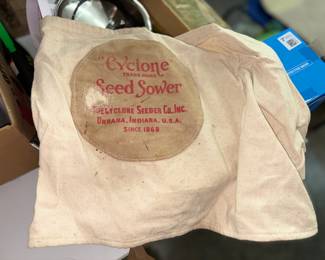 "Cyclone"
TRADE MARK
Seed Sower
The Cyclone Seeder Co. Inc.
Urbana, Indiana, U.S.A.
Since 1868